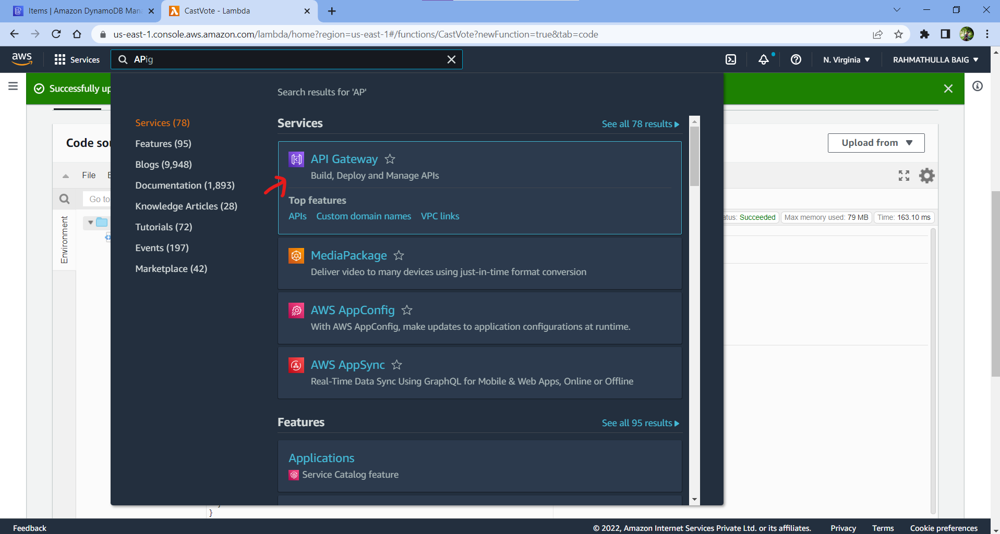 Items | Amazon DynamoDB Mana
CastVote - Lambda
us-east-1.console.aws.amazon.com/lambda/home?region=us-east-1#/functions/CastVote?newFunction=true&tab=code
aws
Services
APig
N. Virginia
RAHMATHULLA BAIG
Successfully up
Search results for 'AP'
Services (78)
Features (95)
Blogs (9,948)
Documentation (1,893)
Knowledge Articles (28)
Tutorials (72)
Events (197)
Marketplace (42)
Services
See all 78 results
API Gateway
Build, Deploy and Manage APIs
Top features
APIs Custom domain names VPC links
MediaPackage
Deliver video to many devices using just-in-time format conversion
AWS AppConfig
With AWS AppConfig, make updates to application configurations at runtime.
AWS AppSync
Real-Time Data Sync Using GraphQL for Mobile & Web Apps, Online or Offline
Features
See all 95 results
Applications
Service Catalog feature
Code so
Upload from
File E
Go to
Environment
atus: Succeeded
Max memory used: 79 MB
Time: 163.10 ms
}
Feedback
© 2022, Amazon Internet Services Private Ltd. or its affiliates.
Privacy
Terms
Cookie preferences